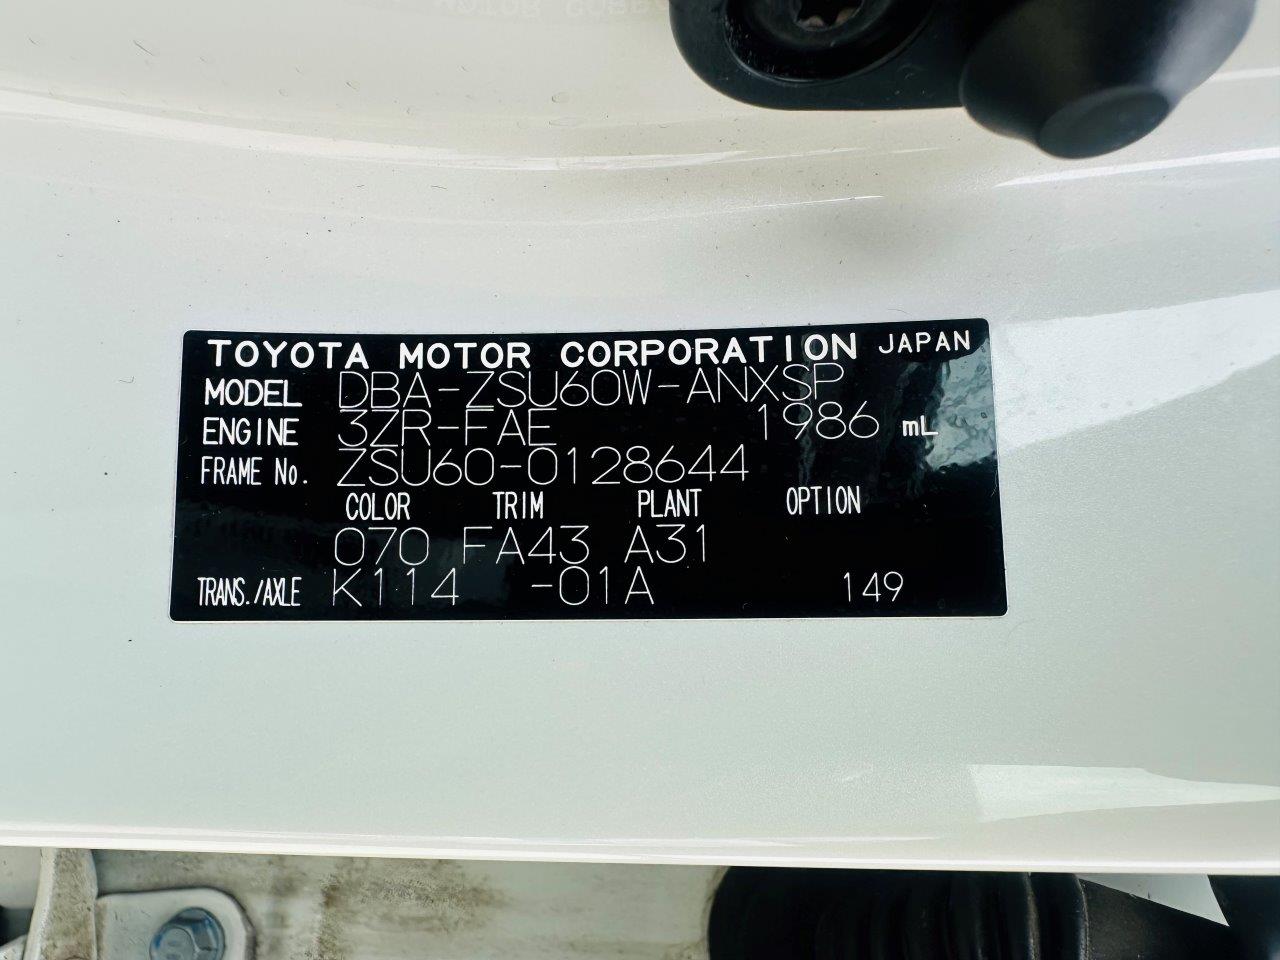 TOYOTA MOTOR CORPORATION JAPAN
MODEL DBA-ZSU60W-ANXSP
ENGINE 3ZR-FAE 1986 mL
FRAME No. ZSU60-0128644
COLOR TRIM PLANT OPTION
070 FA43 A31
TRANS./AXLE K114 -01A 149